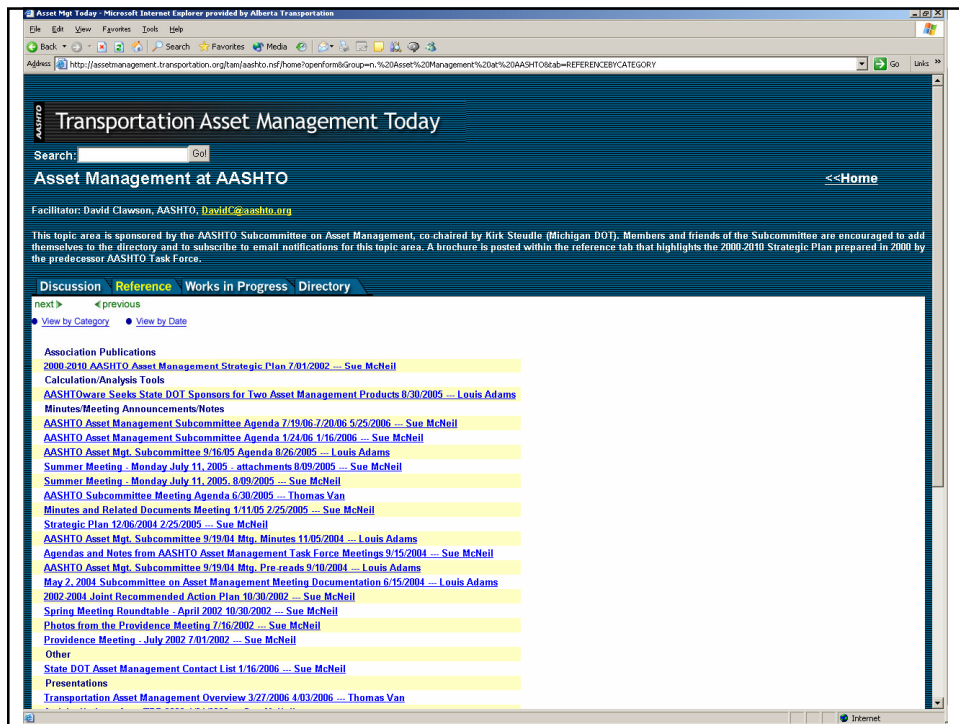 Asset Mgt Today - Microsoft Internet Explorer provided by Alberta Transportation
File Edit View Favorites Tools Help
Back Search Favorites Media
Address http://assetmanagement.transportation.org/tam/aashto.nsf/home?openform&Group=n.%20Asset%20Management%20at%20AASHTO&tab=REFERENCEBYCATEGORY Go Links »
AASHTO Transportation Asset Management Today
Search: Go!
Asset Management at AASHTO <<Home
Facilitator: David Clawson, AASHTO, DavidC@aashto.org
This topic area is sponsored by the AASHTO Subcommittee on Asset Management, co-chaired by Kirk Steudle (Michigan DOT). Members and friends of the Subcommittee are encouraged to add
themselves to the directory and to subscribe to email notifications for this topic area. A brochure is posted within the reference tab that highlights the 2000-2010 Strategic Plan prepared in 2000 by
the predecessor AASHTO Task Force.
Discussion Reference Works in Progress Directory
next previous
View by Category View by Date
Association Publications
2000-2010 AASHTO Asset Management Strategic Plan 7/01/2002 --- Sue McNeil
Calculation/Analysis Tools
AASHTOware Seeks State DOT Sponsors for Two Asset Management Products 8/30/2005 --- Louis Adams
Minutes/Meeting Announcements/Notes
AASHTO Asset Management Subcommittee Agenda 7/19/06-7/20/06 5/25/2006 --- Sue McNeil
AASHTO Asset Management Subcommittee Agenda 1/24/06 1/16/2006 --- Sue McNeil
AASHTO Asset Mgt. Subcommittee 9/16/05 Agenda 8/26/2005 --- Louis Adams
Summer Meeting - Monday July 11, 2005 - attachments 8/09/2005 --- Sue McNeil
Summer Meeting - Monday July 11, 2005. 8/09/2005 --- Sue McNeil
AASHTO Subcommittee Meeting Agenda 6/30/2005 --- Thomas Van
Minutes and Related Documents Meeting 1/11/05 2/25/2005 --- Sue McNeil
Strategic Plan 12/06/2004 2/25/2005 --- Sue McNeil
AASHTO Asset Mgt. Subcommittee 9/19/04 Mtg. Minutes 11/05/2004 --- Louis Adams
Agendas and Notes from AASHTO Asset Management Task Force Meetings 9/15/2004 --- Sue McNeil
AASHTO Asset Mgt. Subcommittee 9/19/04 Mtg. Pre-reads 9/10/2004 --- Louis Adams
May 2, 2004 Subcommittee on Asset Management Meeting Documentation 6/15/2004 --- Louis Adams
2002-2004 Joint Recommended Action Plan 10/30/2002 --- Sue McNeil
Spring Meeting Roundtable - April 2002 10/30/2002 --- Sue McNeil
Photos from the Providence Meeting 7/16/2002 --- Sue McNeil
Providence Meeting - July 2002 7/01/2002 --- Sue McNeil
Other
State DOT Asset Management Contact List 1/16/2006 --- Sue McNeil
Presentations
Transportation Asset Management Overview 3/27/2006 4/03/2006 --- Thomas Van
Internet